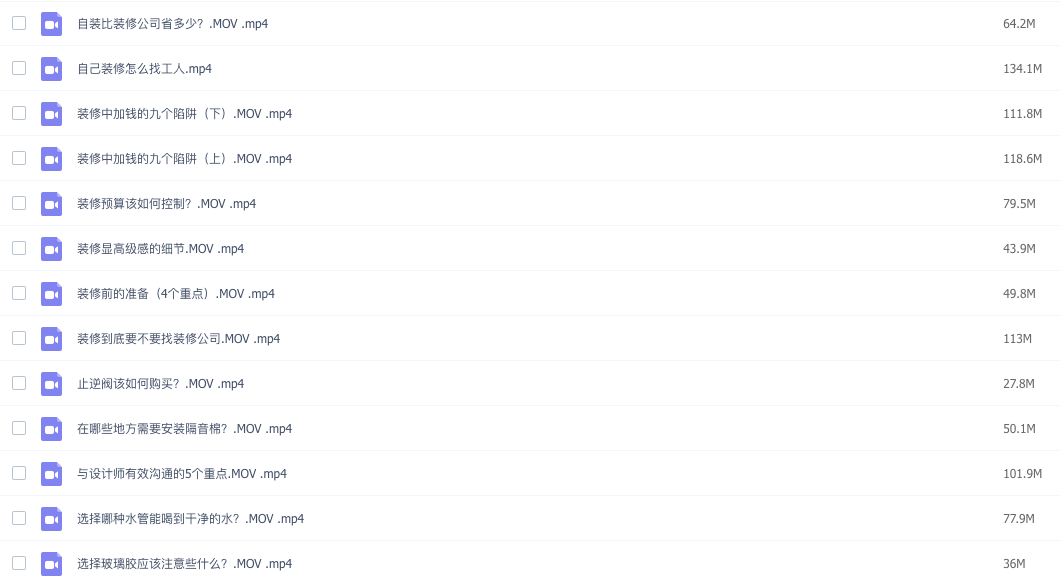 自装比装修公司省多少？.MOV .mp4 64.2M
自己装修怎么找工人.mp4 134.1M
装修中加钱的九个陷阱（下）.MOV .mp4 111.8M
装修中加钱的九个陷阱（上）.MOV .mp4 118.6M
装修预算该如何控制？.MOV .mp4 79.5M
装修显高级感的细节.MOV .mp4 43.9M
装修前的准备（4个重点）.MOV .mp4 49.8M
装修到底要不要找装修公司.MOV .mp4 113M
止逆阀该如何购买？.MOV .mp4 27.8M
在哪些地方需要安装隔音棉？.MOV .mp4 50.1M
与设计师有效沟通的5个重点.MOV .mp4 101.9M
选择哪种水管能喝到干净的水？.MOV .mp4 77.9M
选择玻璃胶应该注意些什么？.MOV .mp4 36M